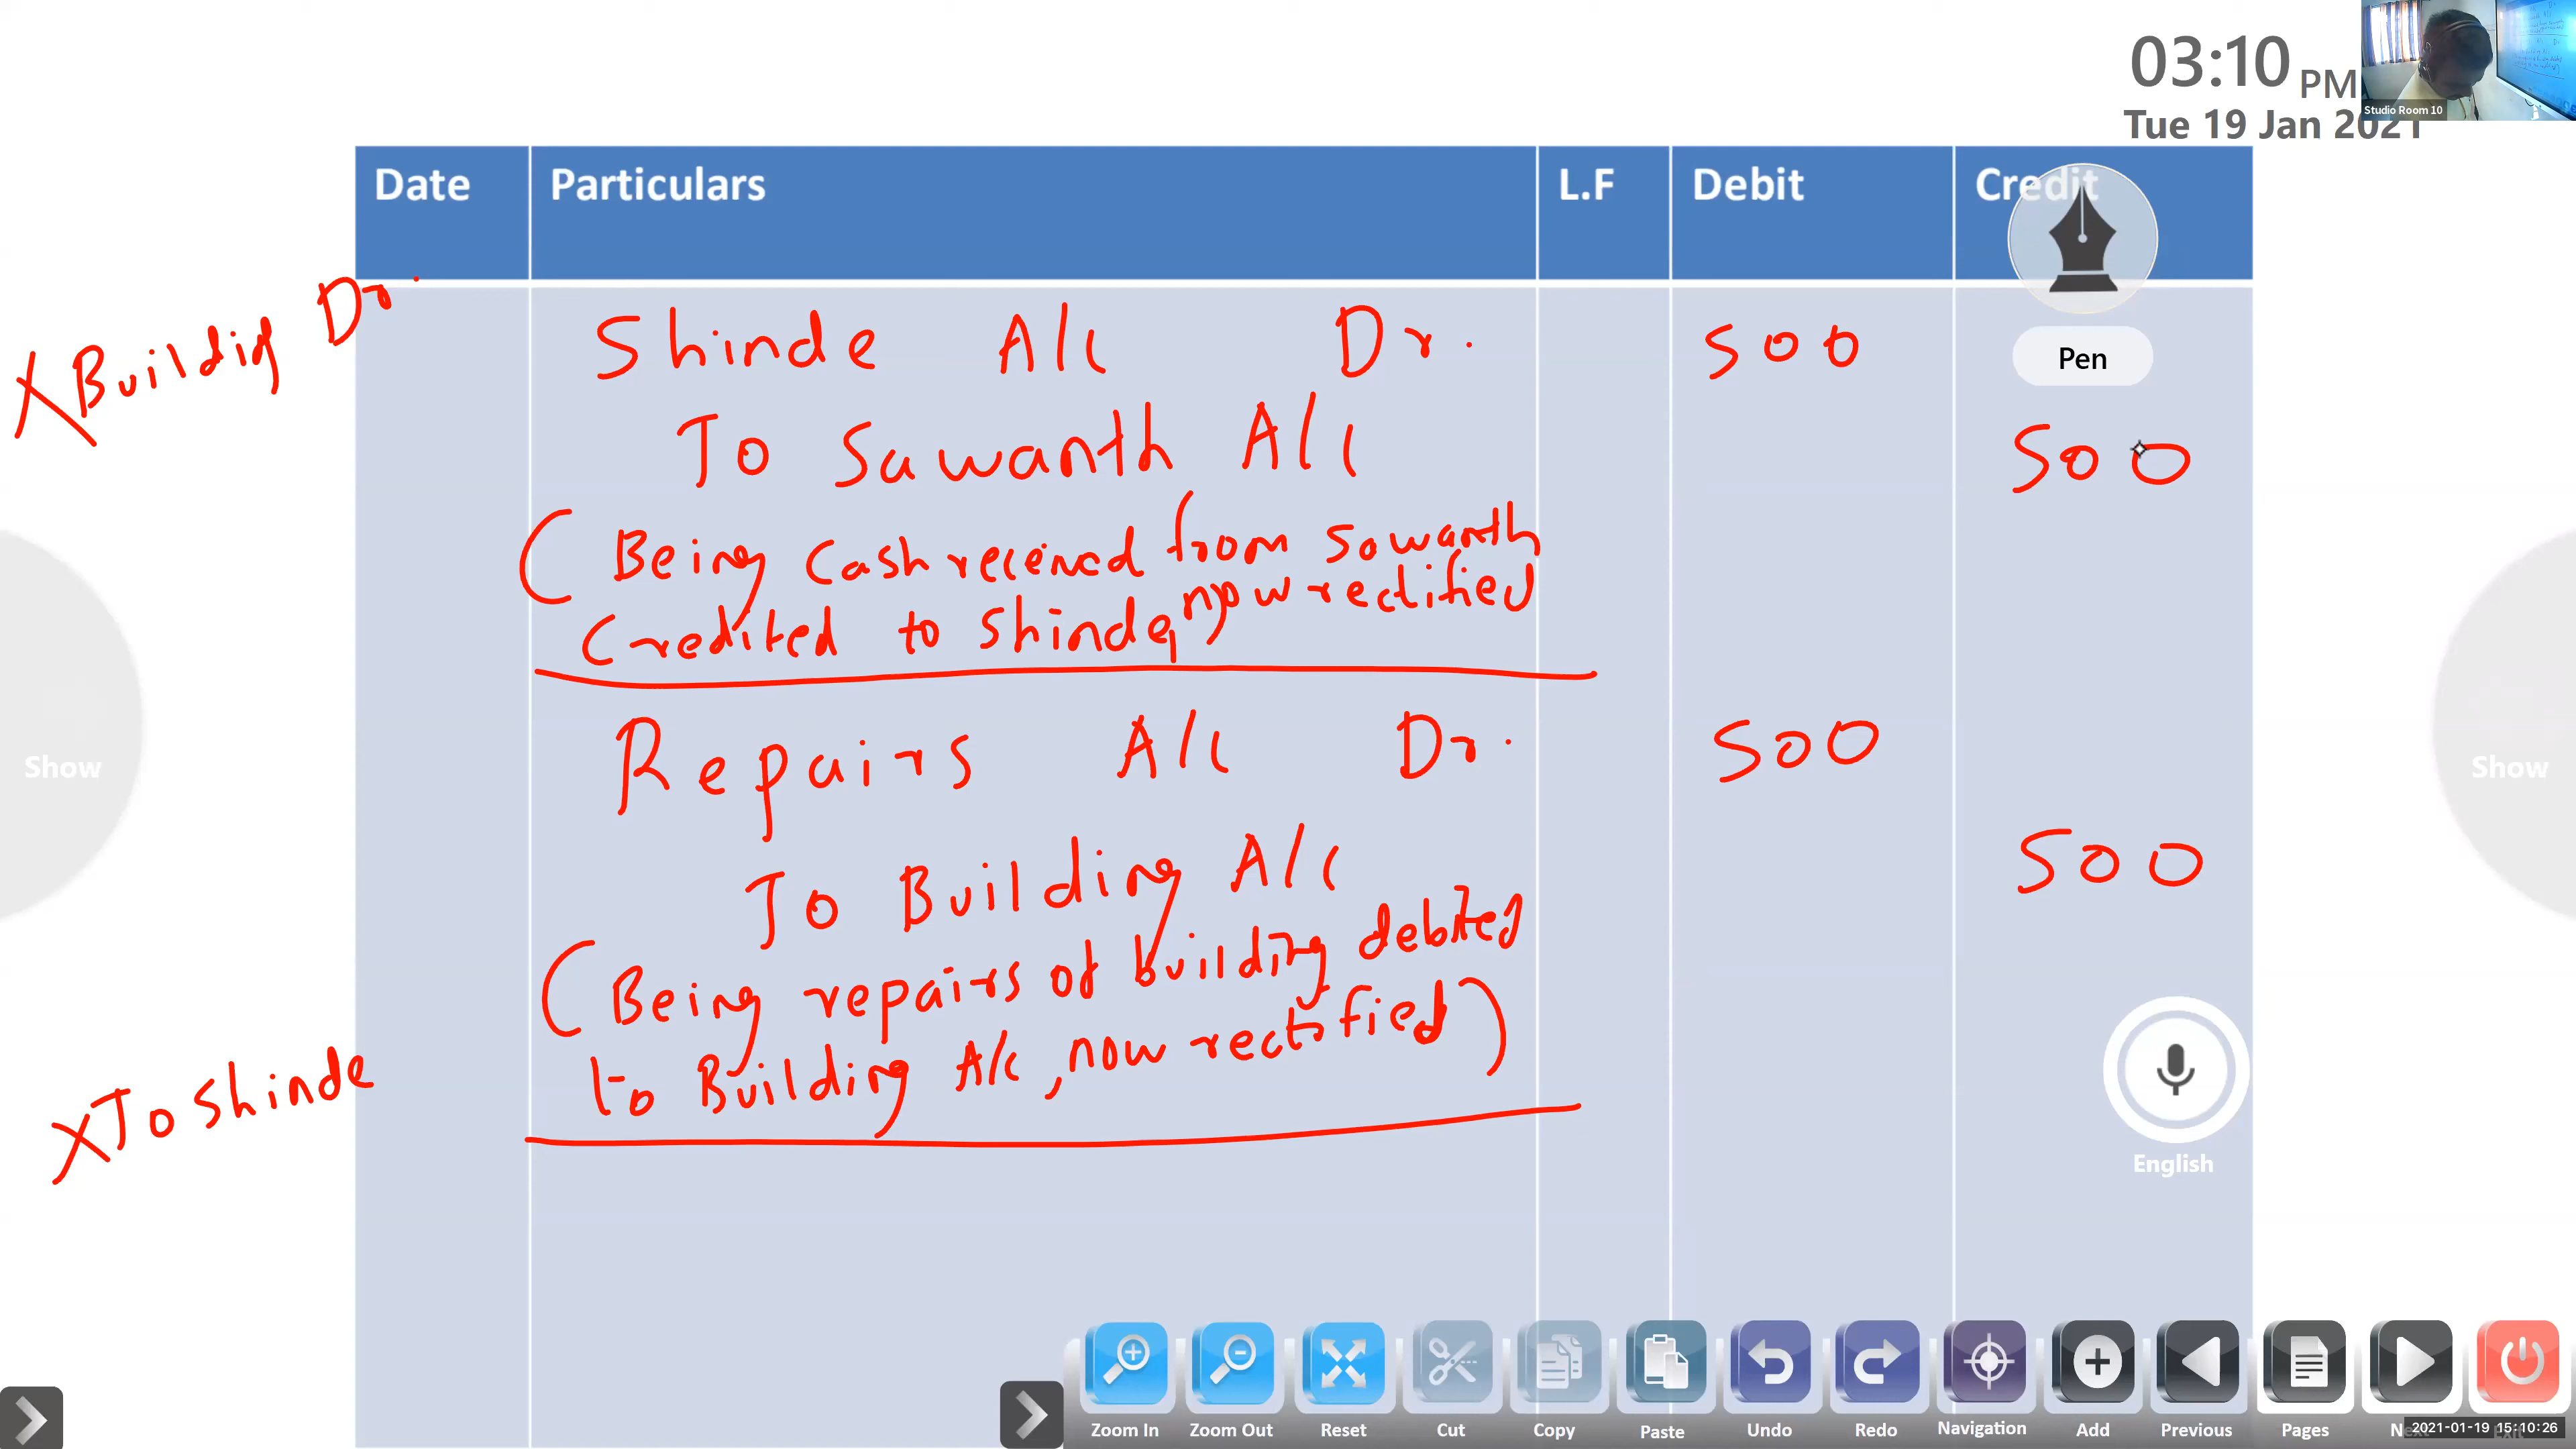 03:10 PM
Tue 19 Jan 2021
Studio Room 10
Date Particulars L.F Debit Credit
Pen
X Buildig Dr.
Shinde A/c Dr. 500
To Sawanth A/c 500
( Being Cash received from Sawanth
Credited to Shinde, now rectified
Repairs A/c Dr. 500
To Building A/c 500
( Being repairs of building debited
to Building A/c, now rectified )
X To Shinde
Show
Show
English
Zoom In Zoom Out Reset Cut Copy Paste Undo Redo Navigation Add Previous Pages
2021-01-19 15:10:26